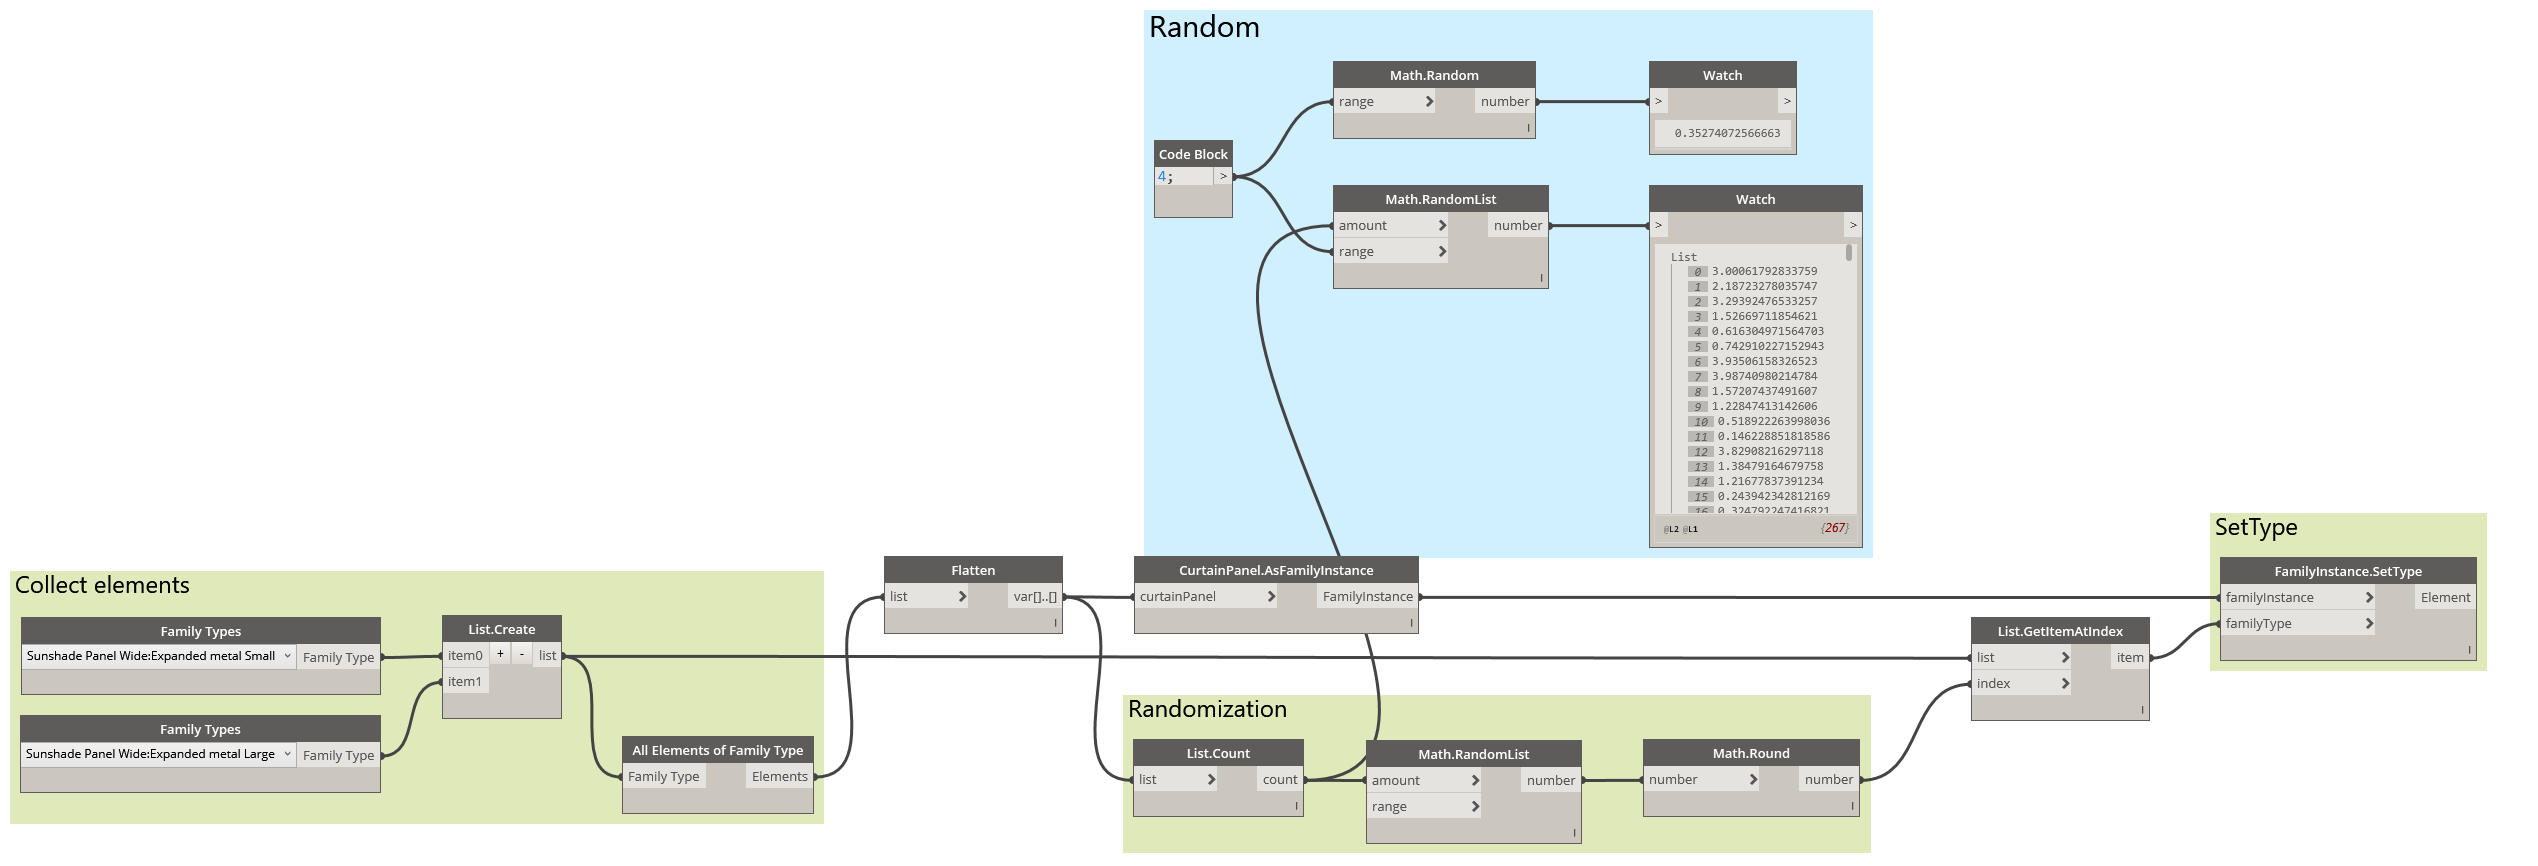 Random
Math.Random
range
number
Watch
>
>
0.35274072566663
Code Block
4;
>
Math.RandomList
amount
number
range
Watch
>
>
List
0 3.00061792833759
1 2.18723278035747
2 3.29392476533257
3 1.52669711854621
4 0.616304971564703
5 0.742910227152943
6 3.93506158326523
7 3.98740980214784
8 1.57207437491607
9 1.22847413142606
10 0.518922263998036
11 0.146228851818586
12 3.82908216297118
13 1.38479164679758
14 1.21677837391234
15 0.243942342812169
16 0.324792247416821
@L2 @L1 {267}
Collect elements
Family Types
Sunshade Panel Wide:Expanded metal Small
Family Type
Family Types
Sunshade Panel Wide:Expanded metal Large
Family Type
List.Create
item0 + - list
item1
All Elements of Family Type
Family Type
Elements
Flatten
list
var[]..[]
CurtainPanel.AsFamilyInstance
curtainPanel
FamilyInstance
Randomization
List.Count
list
count
Math.RandomList
amount
number
range
Math.Round
number
number
List.GetItemAtIndex
list
item
index
SetType
FamilyInstance.SetType
familyInstance
Element
familyType